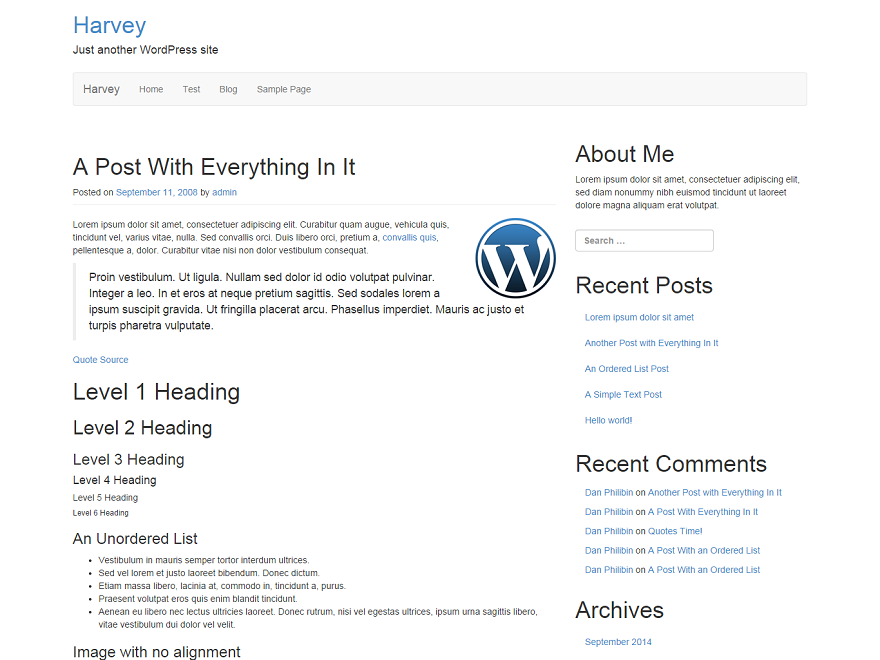 Harvey
Just another WordPress site
Harvey Home Test Blog Sample Page
A Post With Everything In It
Posted on September 11, 2008 by admin
Lorem ipsum dolor sit amet, consectetuer adipiscing elit. Curabitur quam augue, vehicula quis,
tincidunt vel, varius vitae, nulla. Sed convallis orci. Duis libero orci, pretium a, convallis quis,
pellentesque a, dolor. Curabitur vitae nisi non dolor vestibulum consequat.
Proin vestibulum. Ut ligula. Nullam sed dolor id odio volutpat pulvinar.
Integer a leo. In et eros at neque pretium sagittis. Sed sodales lorem a
ipsum suscipit gravida. Ut fringilla placerat arcu. Phasellus imperdiet. Mauris ac justo et
turpis pharetra vulputate.
Quote Source
Level 1 Heading
Level 2 Heading
Level 3 Heading
Level 4 Heading
Level 5 Heading
Level 6 Heading
An Unordered List
• Vestibulum in mauris semper tortor interdum ultrices.
• Sed vel lorem et justo laoreet bibendum. Donec dictum.
• Etiam massa libero, lacinia at, commodo in, tincidunt a, purus.
• Praesent volutpat eros quis enim blandit tincidunt.
• Aenean eu libero nec lectus ultricies laoreet. Donec rutrum, nisi vel egestas ultrices, ipsum urna sagittis libero,
vitae vestibulum dui dolor vel velit.
Image with no alignment
About Me
Lorem ipsum dolor sit amet, consectetuer adipiscing elit,
sed diam nonummy nibh euismod tincidunt ut laoreet
dolore magna aliquam erat volutpat.
Search ...
Recent Posts
Lorem ipsum dolor sit amet
Another Post with Everything In It
An Ordered List Post
A Simple Text Post
Hello world!
Recent Comments
Dan Philibin on Another Post with Everything In It
Dan Philibin on A Post With Everything In It
Dan Philibin on Quotes Time!
Dan Philibin on A Post With an Ordered List
Dan Philibin on A Post With an Ordered List
Archives
September 2014